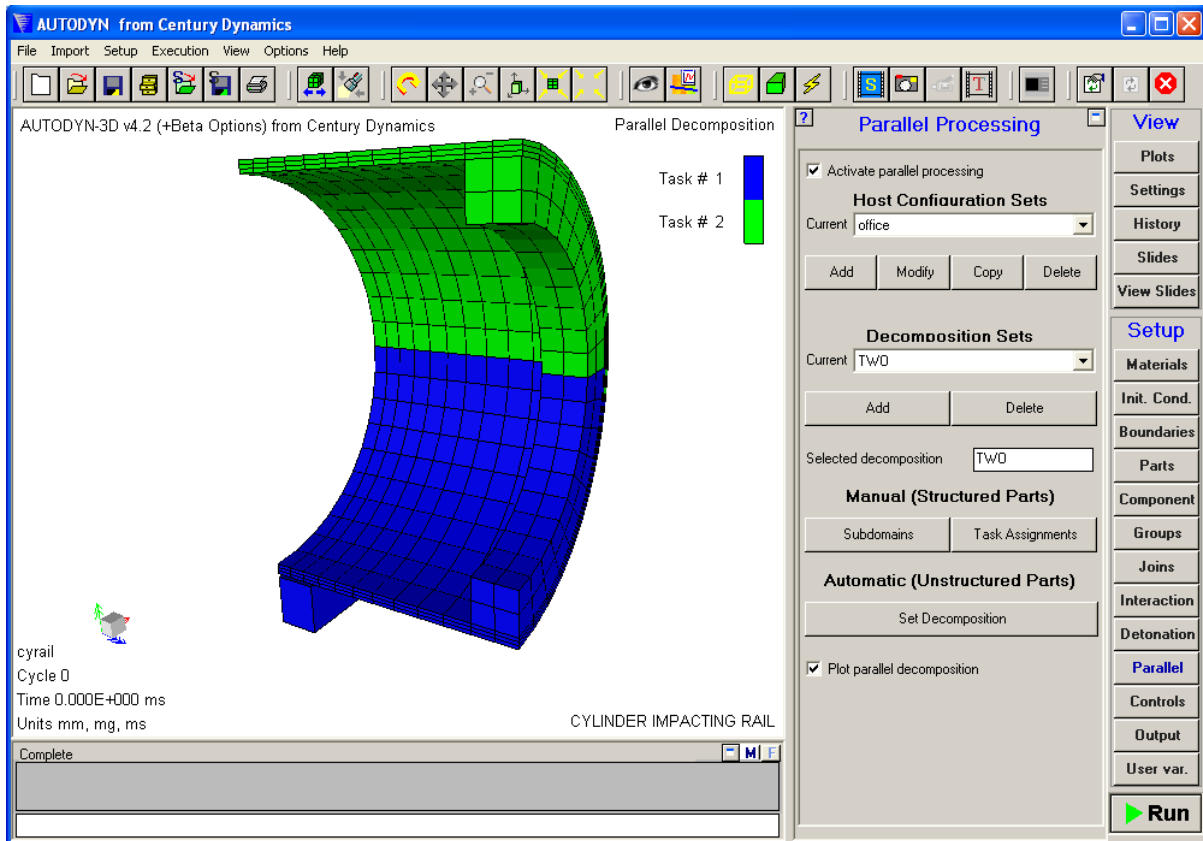 AUTODYN from Century Dynamics
File Import Setup Execution View Options Help
AUTODYN-3D v4.2 (+Beta Options) from Century Dynamics
Parallel Decomposition
Task # 1
Task # 2
cyrail
Cycle 0
Time 0.000E+000 ms
Units mm, mg, ms
CYLINDER IMPACTING RAIL
Complete
M F
? Parallel Processing
Activate parallel processing
Host Configuration Sets
Current office
Add Modify Copy Delete
Decomposition Sets
Current TWO
Add Delete
Selected decomposition TWO
Manual (Structured Parts)
Subdomains Task Assignments
Automatic (Unstructured Parts)
Set Decomposition
Plot parallel decomposition
View
Plots
Settings
History
Slides
View Slides
Setup
Materials
Init. Cond.
Boundaries
Parts
Component
Groups
Joins
Interaction
Detonation
Parallel
Controls
Output
User var.
Run